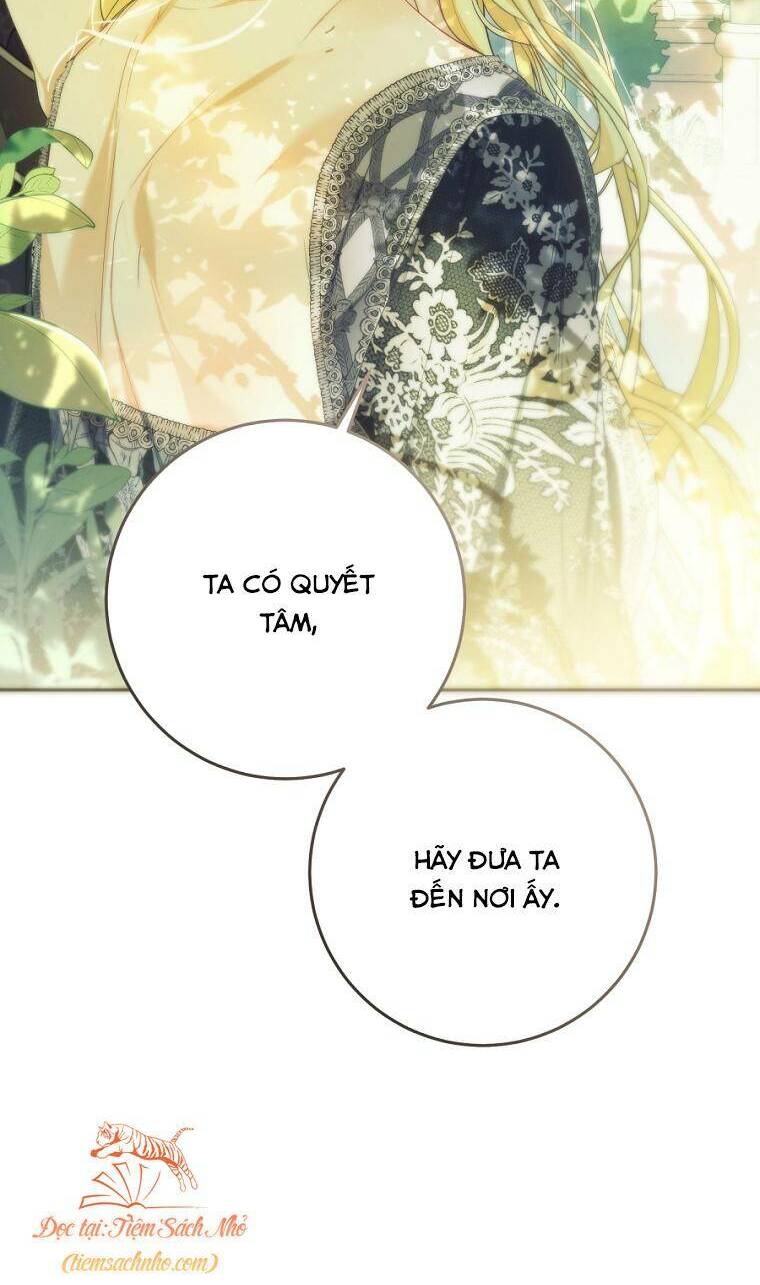 TA CÓ QUYẾT
TÂM,
HÃY ĐƯA TA
ĐẾN NƠI ẤY.
Đọc tại: Tiệm Sách Nhỏ
(tiemsachnho.com)